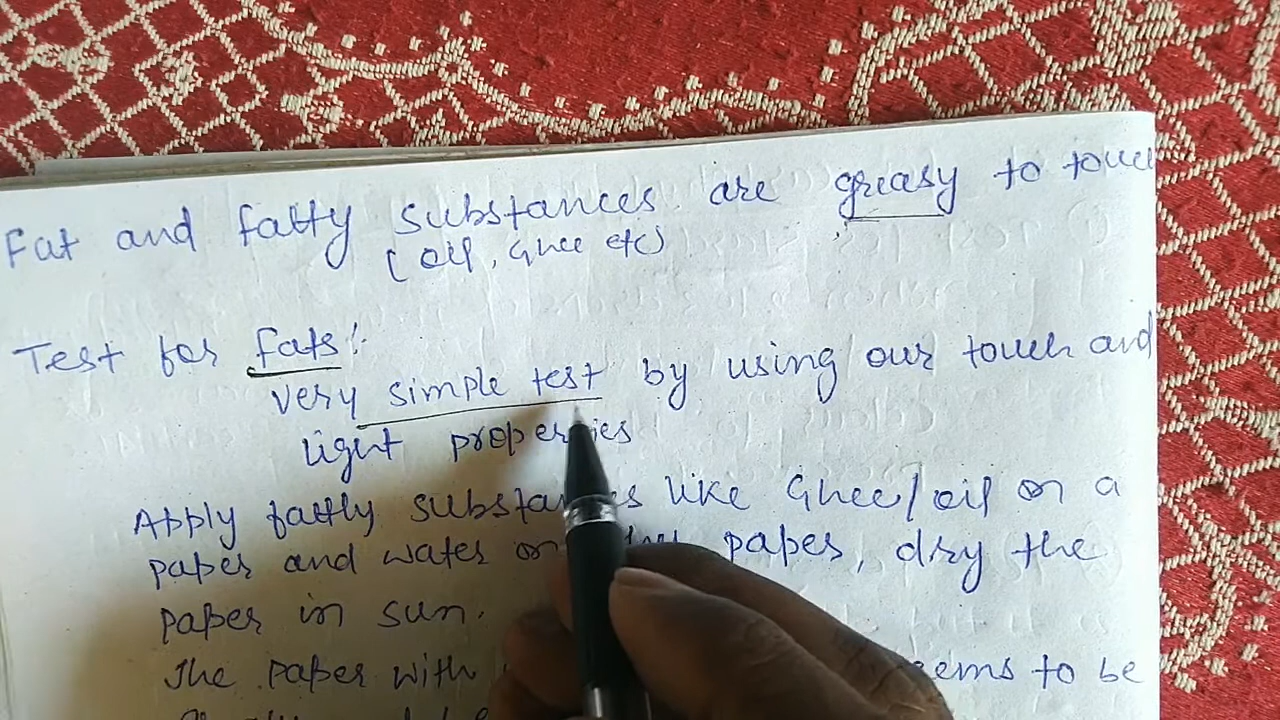 Fat and fatty substances are greasy to touch
(oil, Ghee etc)
Test for fats:-
Very simple test by using our touch and
light properties
Apply fattly substances like Ghee/oil on a
paper and water on paper, dry the
paper in sun.
The paper with seems to be